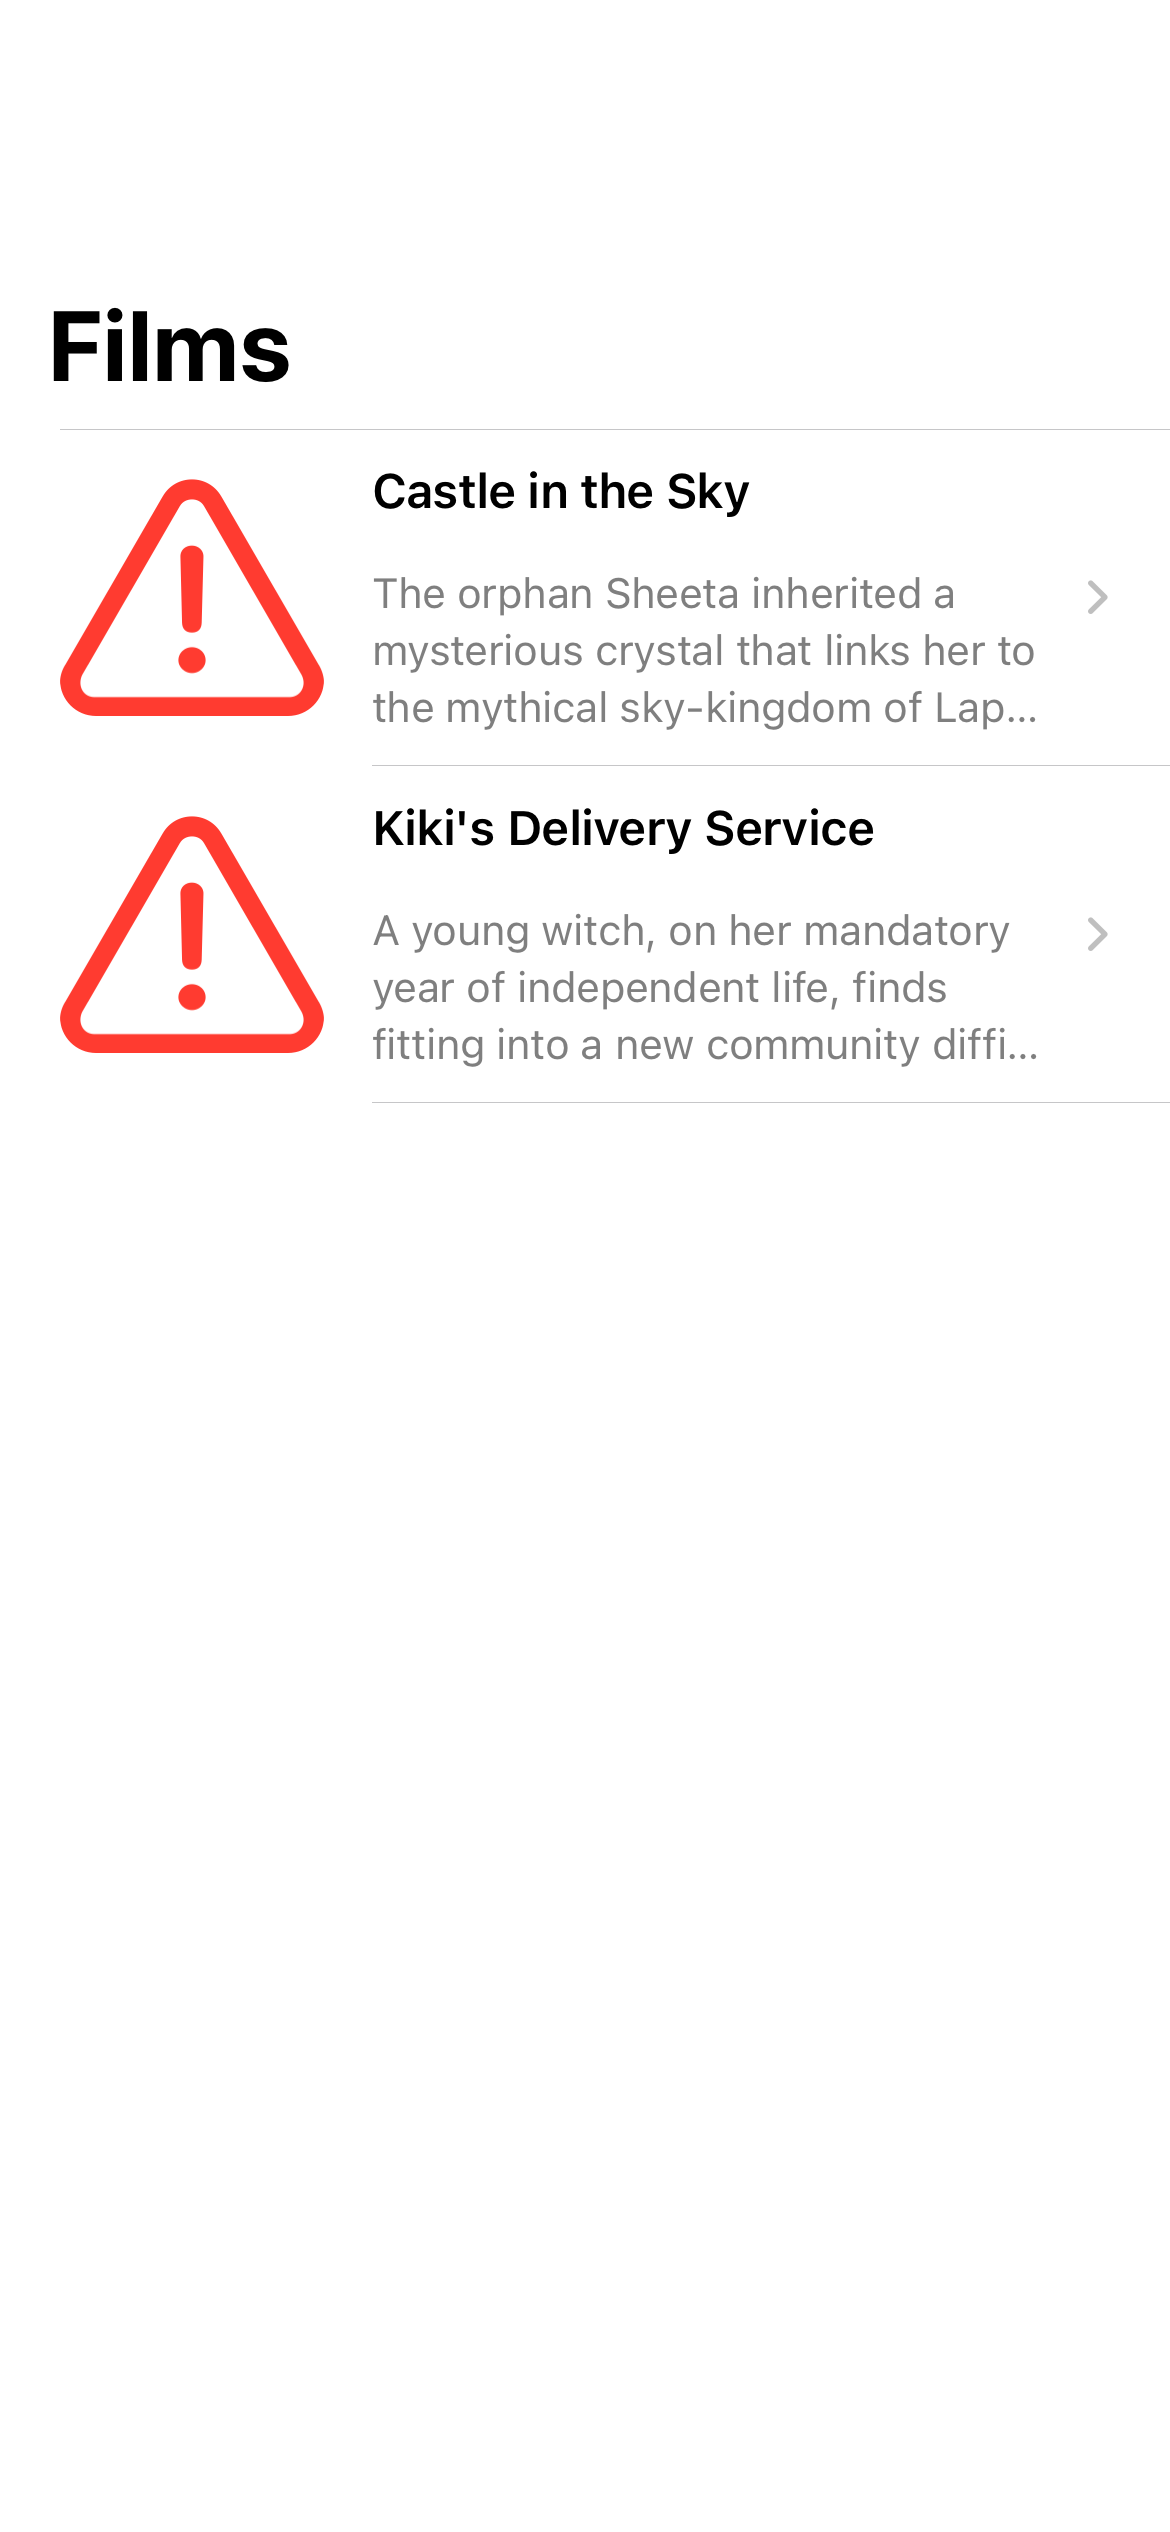 Films
Castle in the Sky
The orphan Sheeta inherited a
mysterious crystal that links her to
the mythical sky-kingdom of Lap...
Kiki's Delivery Service
A young witch, on her mandatory
year of independent life, finds
fitting into a new community diffi...